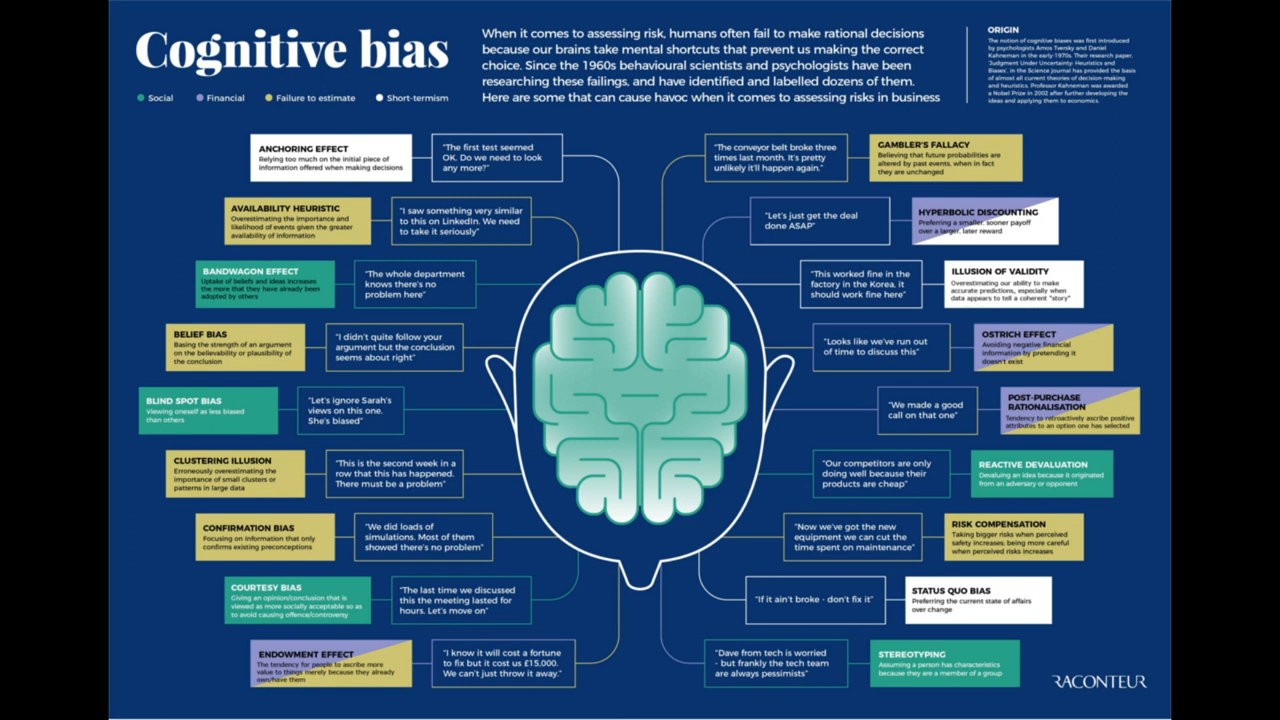 Cognitive bias
Social
Financial
Failure to estimate
Short-termism
When it comes to assessing risk, humans often fail to make rational decisions
because our brains take mental shortcuts that prevent us making the correct
choice. Since the 1960s behavioural scientists and psychologists have been
researching these failings, and have identified and labelled dozens of them.
Here are some that can cause havoc when it comes to assessing risks in business
ORIGIN
The notion of cognitive biases was first introduced
by psychologists Amos Tversky and Daniel
Kahneman in the early-1970s. Their research paper,
'Judgment Under Uncertainty: Heuristics and
Biases', in the Science journal has provided the basis
of almost all current theories of decision-making
and heuristics. Professor Kahneman was awarded
a Nobel Prize in 2002 after further developing the
ideas and applying them to economics.
ANCHORING EFFECT
Relying too much on the initial piece of
information offered when making decisions
"The first test seemed
OK. Do we need to look
any more?"
AVAILABILITY HEURISTIC
Overestimating the importance and
likelihood of events given the greater
availability of information
"I saw something very similar
to this on LinkedIn. We need
to take it seriously"
BANDWAGON EFFECT
Uptake of beliefs and ideas increases
the more that they have already been
adopted by others
"The whole department
knows there's no
problem here"
BELIEF BIAS
Basing the strength of an argument
on the believability or plausibility of
the conclusion
"I didn't quite follow your
argument but the conclusion
seems about right"
BLIND SPOT BIAS
Viewing oneself as less biased
than others
"Let's ignore Sarah's
views on this one.
She's biased"
CLUSTERING ILLUSION
Erroneously overestimating the
importance of small clusters or
patterns in large data
"This is the second week in a
row that this has happened.
There must be a problem"
CONFIRMATION BIAS
Focusing on information that only
confirms existing preconceptions
"We did loads of
simulations. Most of them
showed there's no problem"
COURTESY BIAS
Giving an opinion/conclusion that is
viewed as more socially acceptable so as
to avoid causing offence/controversy
"The last time we discussed
this the meeting lasted for
hours. Let's move on"
ENDOWMENT EFFECT
The tendency for people to ascribe more
value to things merely because they already
own/have them
"I know it will cost a fortune
to fix but it cost us £15,000.
We can't just throw it away."
"The conveyor belt broke three
times last month. It's pretty
unlikely it'll happen again."
GAMBLER'S FALLACY
Believing that future probabilities are
altered by past events, when in fact
they are unchanged
"Let's just get the deal
done ASAP"
HYPERBOLIC DISCOUNTING
Preferring a smaller, sooner payoff
over a larger, later reward
"This worked fine in the
factory in the Korea, it
should work fine here"
ILLUSION OF VALIDITY
Overestimating our ability to make
accurate predictions, especially when
data appears to tell a coherent "story"
"Looks like we've run out
of time to discuss this"
OSTRICH EFFECT
Avoiding negative financial
information by pretending it
doesn't exist
"We made a good
call on that one"
POST-PURCHASE
RATIONALISATION
Tendency to retroactively ascribe positive
attributes to an option one has selected
"Our competitors are only
doing well because their
products are cheap"
REACTIVE DEVALUATION
Devaluing an idea because it originated
from an adversary or opponent
"Now we've got the new
equipment we can cut the
time spent on maintenance"
RISK COMPENSATION
Taking bigger risks when perceived
safety increases; being more careful
when perceived risks increases
"If it ain't broke - don't fix it"
STATUS QUO BIAS
Preferring the current state of affairs
over change
"Dave from tech is worried
- but frankly the tech team
are always pessimists"
STEREOTYPING
Assuming a person has characteristics
because they are a member of a group
RACONTEUR